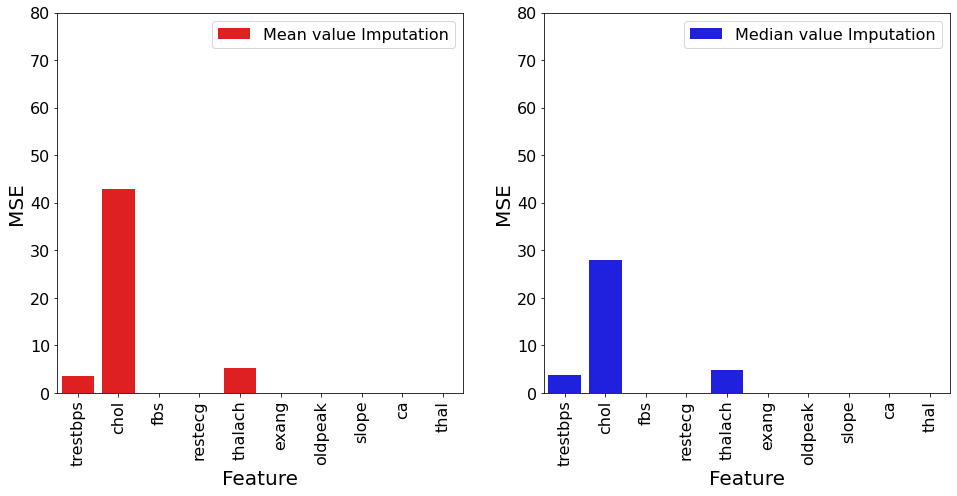 Mean value Imputation
MSE
80
70
60
50
40
30
20
10
0
trestbps
chol
fbs
restecg
thalach
exang
oldpeak
slope
ca
thal
Feature
Median value Imputation
MSE
80
70
60
50
40
30
20
10
0
trestbps
chol
fbs
restecg
thalach
exang
oldpeak
slope
ca
thal
Feature